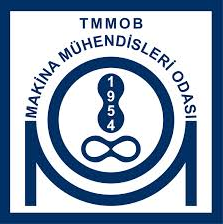 TMMOB
MAKİNA MÜHENDİSLERİ ODASI
1954